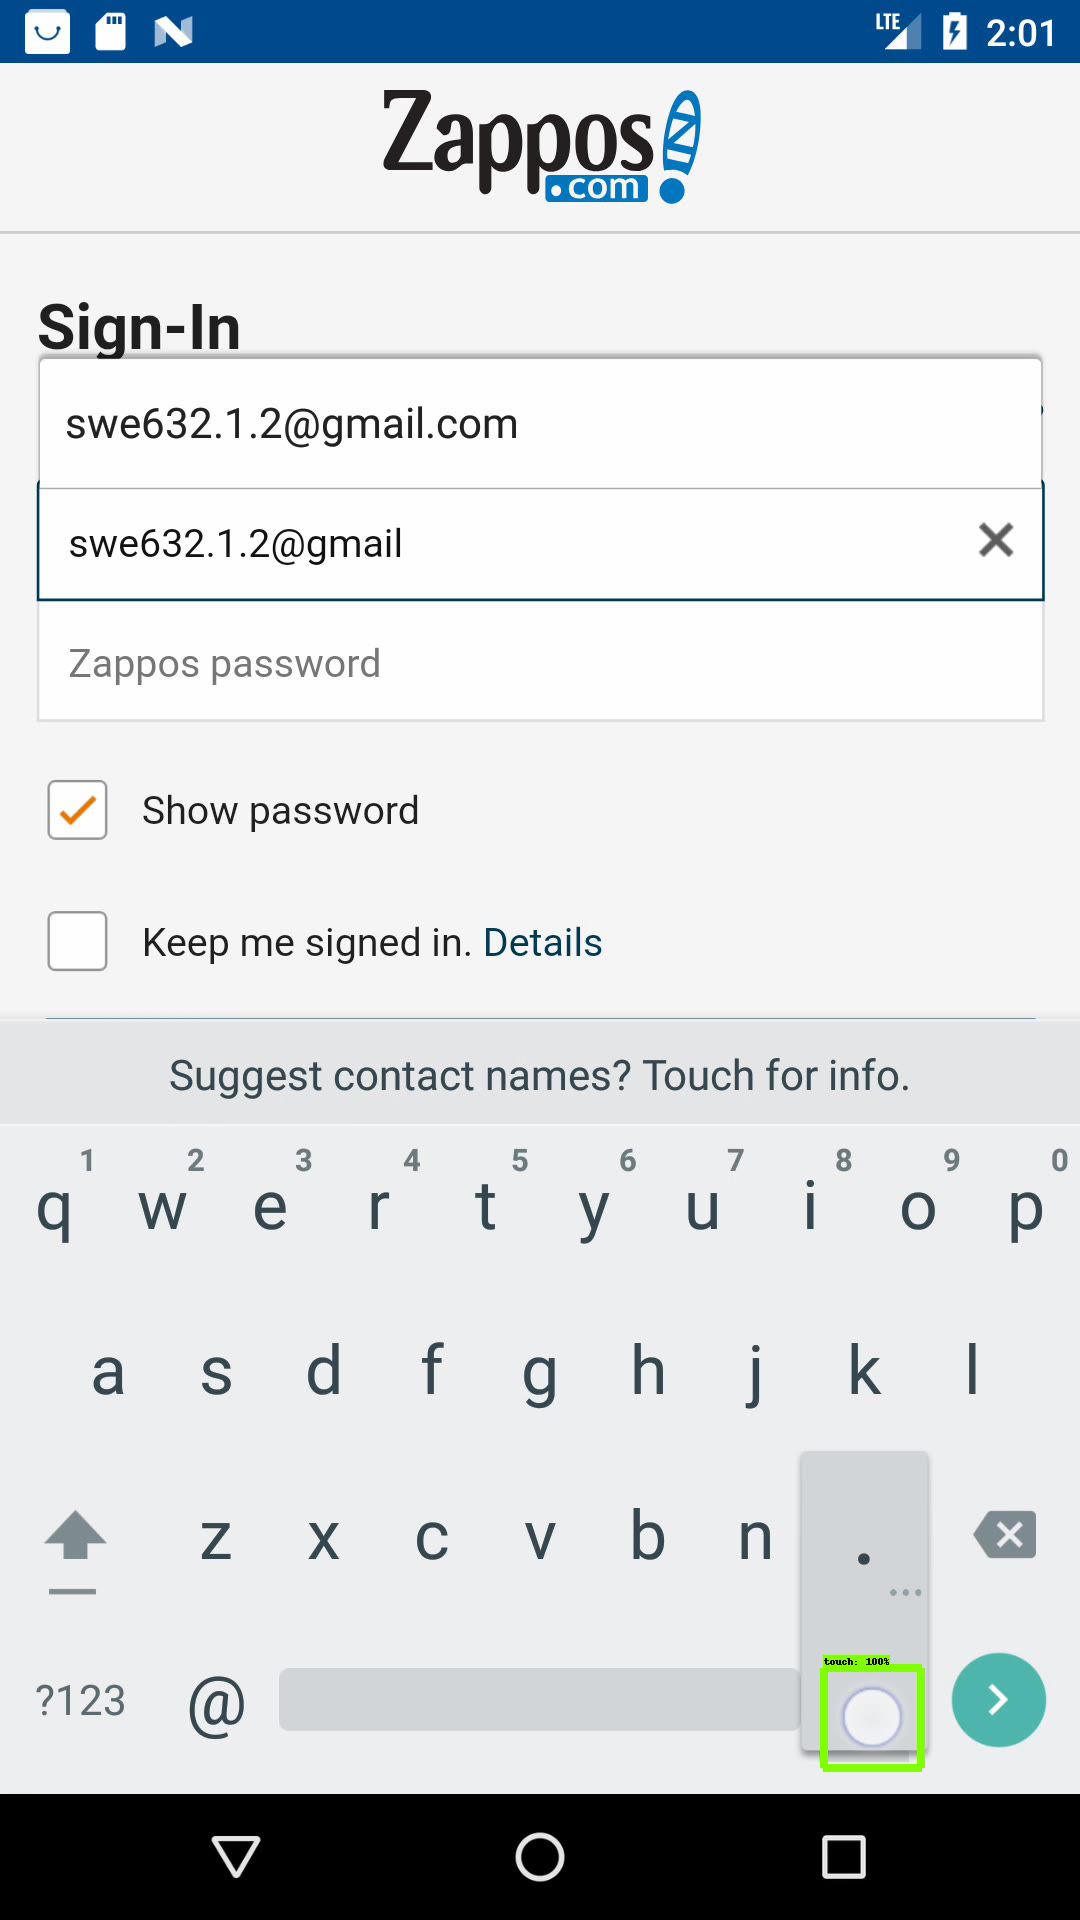 LTE 2:01
Zappos
.com
Sign-In
swe632.1.2@gmail.com
swe632.1.2@gmail
Zappos password
Show password
Keep me signed in. Details
Suggest contact names? Touch for info.
1 2 3 4 5 6 7 8 9 0
q w e r t y u i o p
a s d f g h j k l
z x c v b n .
touch: 100%
?123 @